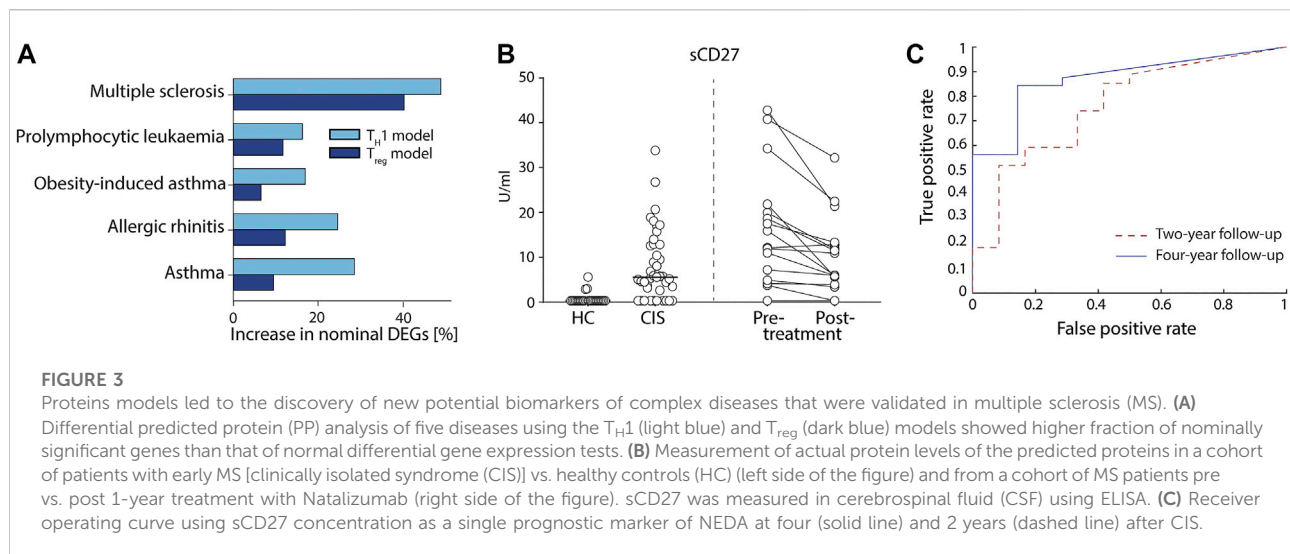 A
Multiple sclerosis
Prolymphocytic leukaemia
Obesity-induced asthma
Allergic rhinitis
Asthma
TH1 model
Treg model
0
20
40
Increase in nominal DEGs [%]
B
sCD27
50
40
30
20
10
0
U/ml
HC
CIS
Pre-
Post-
treatment
C
1
0.9
0.8
0.7
0.6
0.5
0.4
0.3
0.2
0.1
0
True positive rate
Two-year follow-up
Four-year follow-up
0
0.2
0.4
0.6
0.8
1
False positive rate
FIGURE 3
Proteins models led to the discovery of new potential biomarkers of complex diseases that were validated in multiple sclerosis (MS). (A)
Differential predicted protein (PP) analysis of five diseases using the TH1 (light blue) and Treg (dark blue) models showed higher fraction of nominally
significant genes than that of normal differential gene expression tests. (B) Measurement of actual protein levels of the predicted proteins in a cohort
of patients with early MS [clinically isolated syndrome (CIS)] vs. healthy controls (HC) (left side of the figure) and from a cohort of MS patients pre
vs. post 1-year treatment with Natalizumab (right side of the figure). sCD27 was measured in cerebrospinal fluid (CSF) using ELISA. (C) Receiver
operating curve using sCD27 concentration as a single prognostic marker of NEDA at four (solid line) and 2 years (dashed line) after CIS.